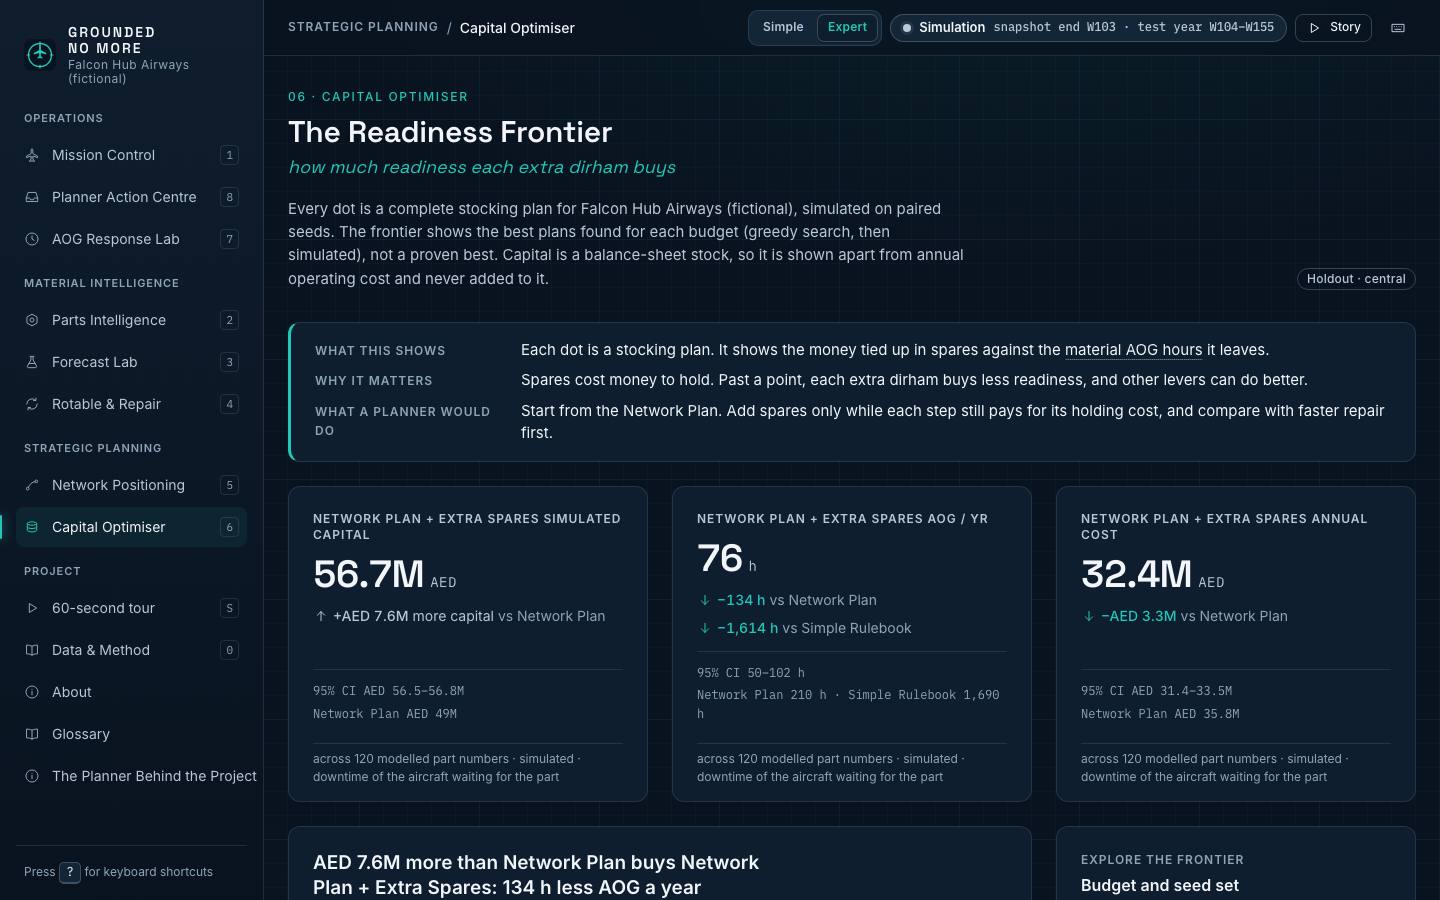 GROUNDED
NO MORE
Falcon Hub Airways
(fictional)
OPERATIONS
Mission Control 1
Planner Action Centre 8
AOG Response Lab 7
MATERIAL INTELLIGENCE
Parts Intelligence 2
Forecast Lab 3
Rotable & Repair 4
STRATEGIC PLANNING
Network Positioning 5
Capital Optimiser 6
PROJECT
60-second tour S
Data & Method 0
About
Glossary
The Planner Behind the Project
Press ? for keyboard shortcuts
STRATEGIC PLANNING / Capital Optimiser
Simple Expert
Simulation snapshot end W103 · test year W104–W155
Story
06 · CAPITAL OPTIMISER
The Readiness Frontier
how much readiness each extra dirham buys
Every dot is a complete stocking plan for Falcon Hub Airways (fictional), simulated on paired
seeds. The frontier shows the best plans found for each budget (greedy search, then
simulated), not a proven best. Capital is a balance-sheet stock, so it is shown apart from annual
operating cost and never added to it.
Holdout · central
WHAT THIS SHOWS
Each dot is a stocking plan. It shows the money tied up in spares against the material AOG hours it leaves.
WHY IT MATTERS
Spares cost money to hold. Past a point, each extra dirham buys less readiness, and other levers can do better.
WHAT A PLANNER WOULD
DO
Start from the Network Plan. Add spares only while each step still pays for its holding cost, and compare with faster repair
first.
NETWORK PLAN + EXTRA SPARES SIMULATED
CAPITAL
56.7M AED
↑ +AED 7.6M more capital vs Network Plan
95% CI AED 56.5–56.8M
Network Plan AED 49M
across 120 modelled part numbers · simulated ·
downtime of the aircraft waiting for the part
NETWORK PLAN + EXTRA SPARES AOG / YR
76 h
↓ −134 h vs Network Plan
↓ −1,614 h vs Simple Rulebook
95% CI 50–102 h
Network Plan 210 h · Simple Rulebook 1,690
h
across 120 modelled part numbers · simulated ·
downtime of the aircraft waiting for the part
NETWORK PLAN + EXTRA SPARES ANNUAL
COST
32.4M AED
↓ −AED 3.3M vs Network Plan
95% CI AED 31.4–33.5M
Network Plan AED 35.8M
across 120 modelled part numbers · simulated ·
downtime of the aircraft waiting for the part
AED 7.6M more than Network Plan buys Network
Plan + Extra Spares: 134 h less AOG a year
EXPLORE THE FRONTIER
Budget and seed set